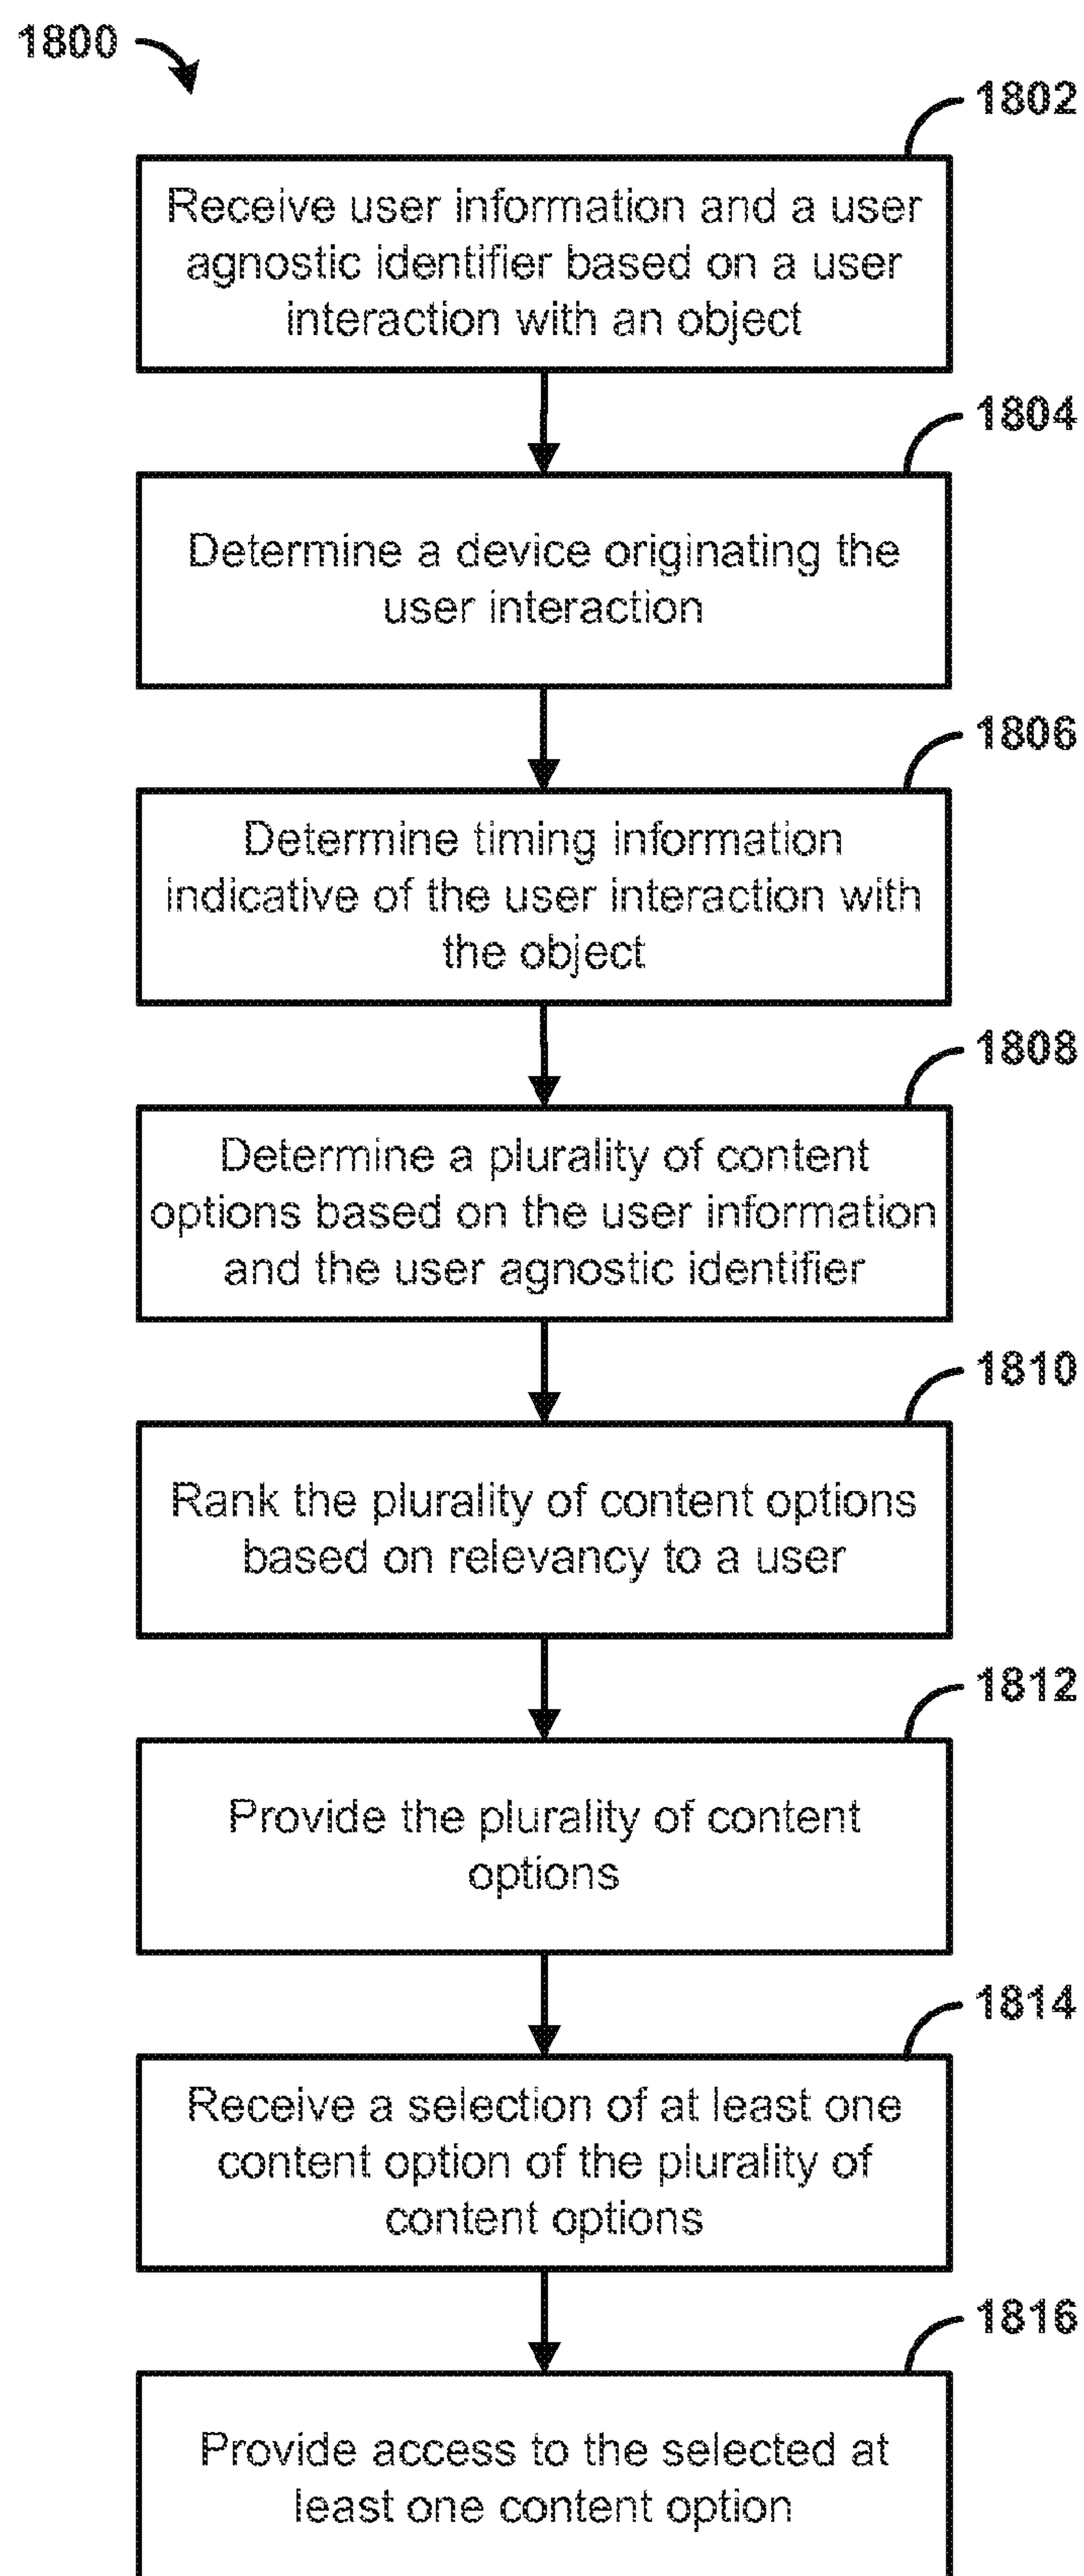 1800
1802
Receive user information and a user
agnostic identifier based on a user
interaction with an object
1804
Determine a device originating the
user interaction
1806
Determine timing information
indicative of the user interaction with
the object
1808
Determine a plurality of content
options based on the user information
and the user agnostic identifier
1810
Rank the plurality of content options
based on relevancy to a user
1812
Provide the plurality of content
options
1814
Receive a selection of at least one
content option of the plurality of
content options
1816
Provide access to the selected at
least one content option